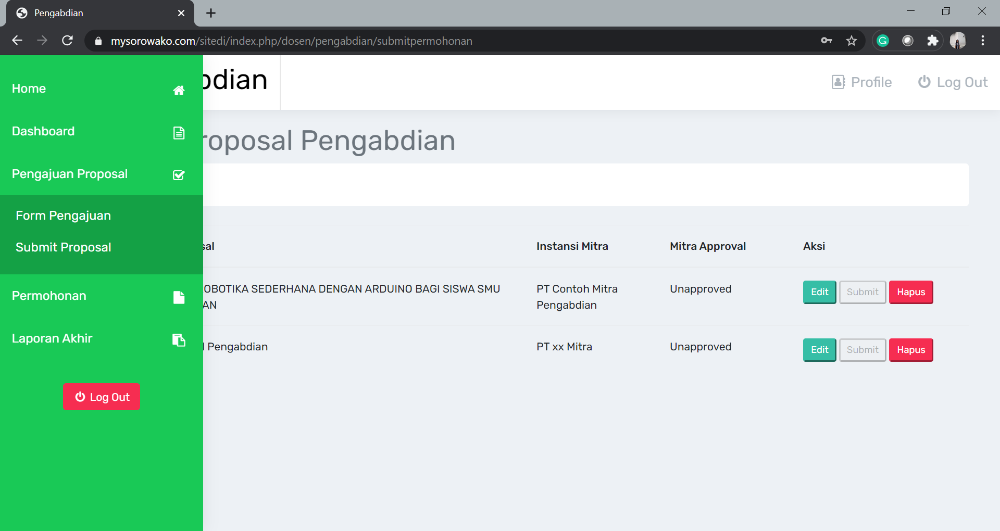 Pengabdian
mysorowako.com/sitedi/index.php/dosen/pengabdian/submitpermohonan
Home
Dashboard
Pengajuan Proposal
Form Pengajuan
Submit Proposal
Permohonan
Laporan Akhir
Log Out
bdian
Profile
Log Out
roposal Pengabdian
sal
Instansi Mitra
Mitra Approval
Aksi
OBOTIKA SEDERHANA DENGAN ARDUINO BAGI SISWA SMU
AN
PT Contoh Mitra
Pengabdian
Unapproved
Edit
Submit
Hapus
l Pengabdian
PT xx Mitra
Unapproved
Edit
Submit
Hapus